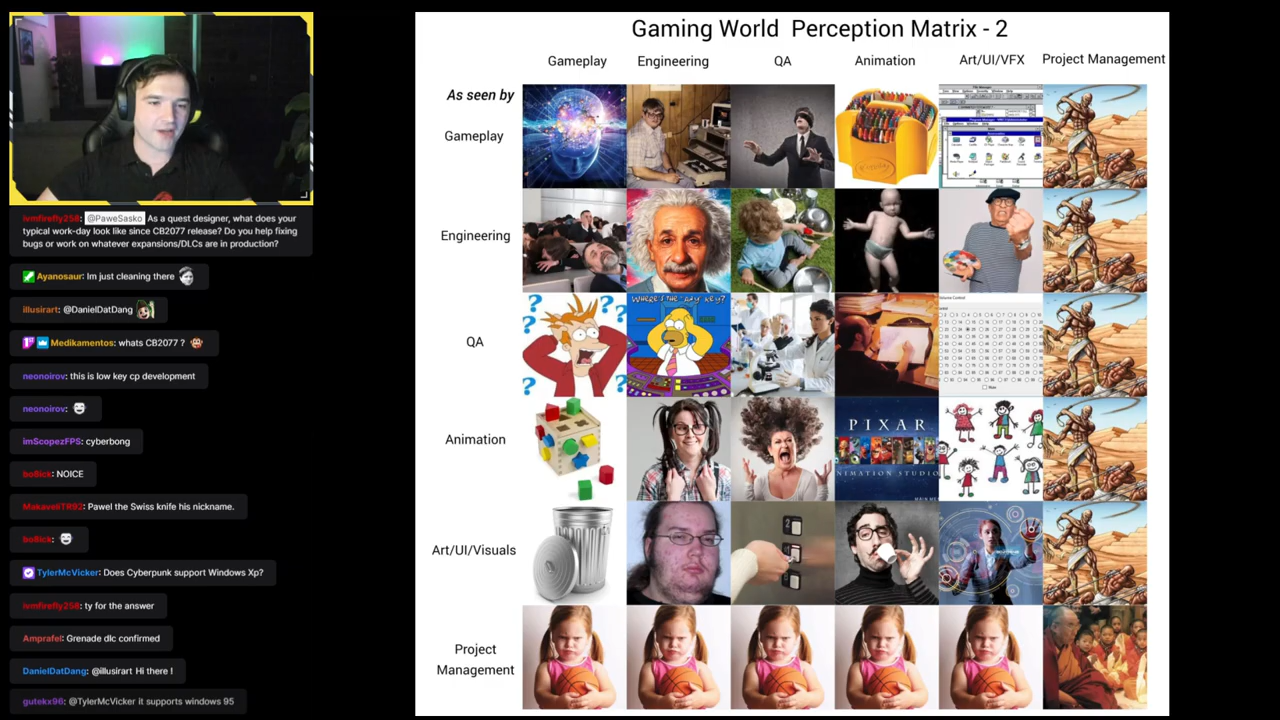 Gaming World Perception Matrix - 2
Gameplay
Engineering
QA
Animation
Art/UI/VFX
Project Management
As seen by
Gameplay
Engineering
QA
WHERE'S THE ANY KEY?
Animation
PIXAR
ANIMATION STUDIOS
Art/UI/Visuals
Project
Management
ivmfirefly258: @PaweSasko As a quest designer, what does your
typical work-day look like since CB2077 release? Do you help fixing
bugs or work on whatever expansions/DLCs are in production?
Ayanosaur: Im just cleaning there
illusirart: @DanielDatDang
1st Medikamentos: whats CB2077 ?
neonoirov: this is low key cp development
neonoirov:
imScopezFPS: cyberbong
bo8ick: NOICE
MakaveliTR92: Pawel the Swiss knife his nickname.
bo8ick:
TylerMcVicker: Does Cyberpunk support Windows Xp?
ivmfirefly258: ty for the answer
Amprafel: Grenade dlc confirmed
DanielDatDang: @illusirart Hi there !
gutekx96: @TylerMcVicker it supports windows 95